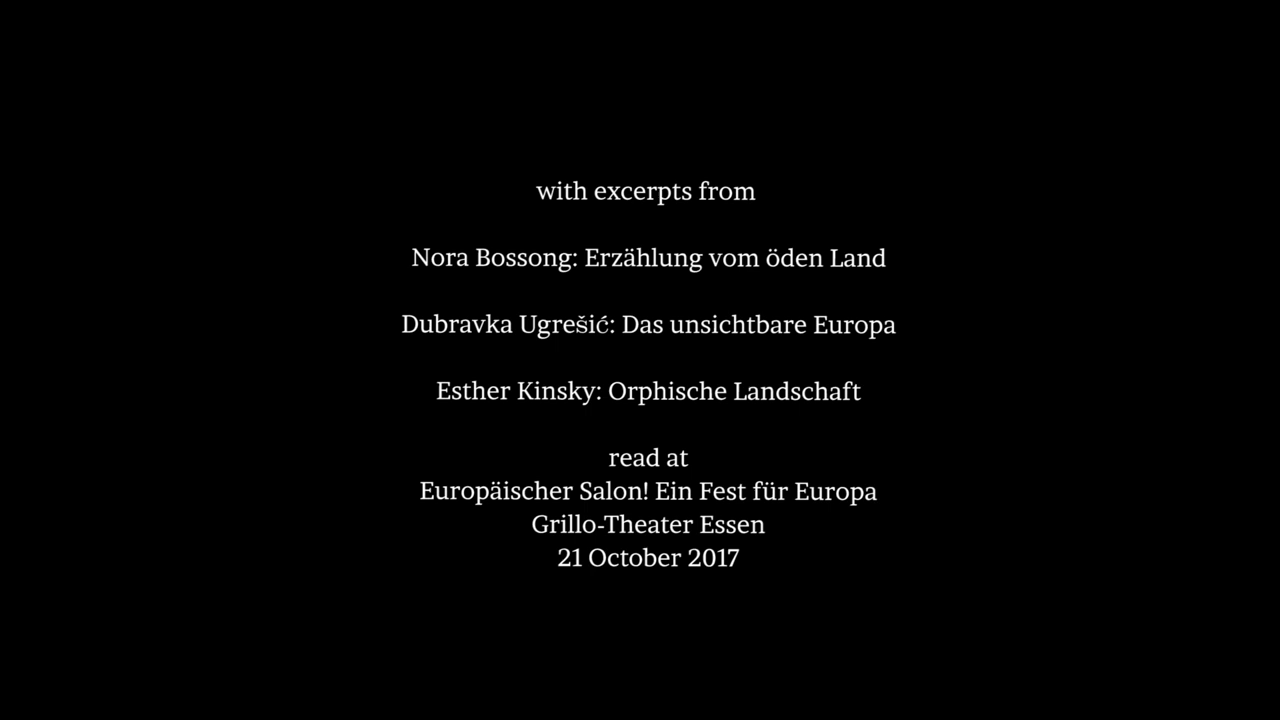 with excerpts from
Nora Bossong: Erzählung vom öden Land
Dubravka Ugrešić: Das unsichtbare Europa
Esther Kinsky: Orphische Landschaft
read at
Europäischer Salon! Ein Fest für Europa
Grillo-Theater Essen
21 October 2017